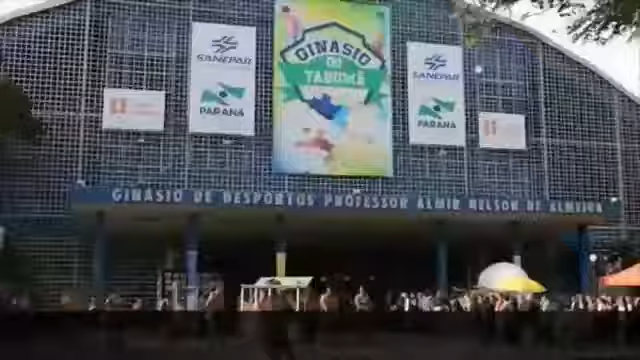 SANEPAR
PARANÁ
GINÁSIO
DO
TARUMÃ
SANEPAR
PARANÁ
GINÁSIO DE DESPORTOS PROFESSOR ALMIR NELSON DE ALMEIDA